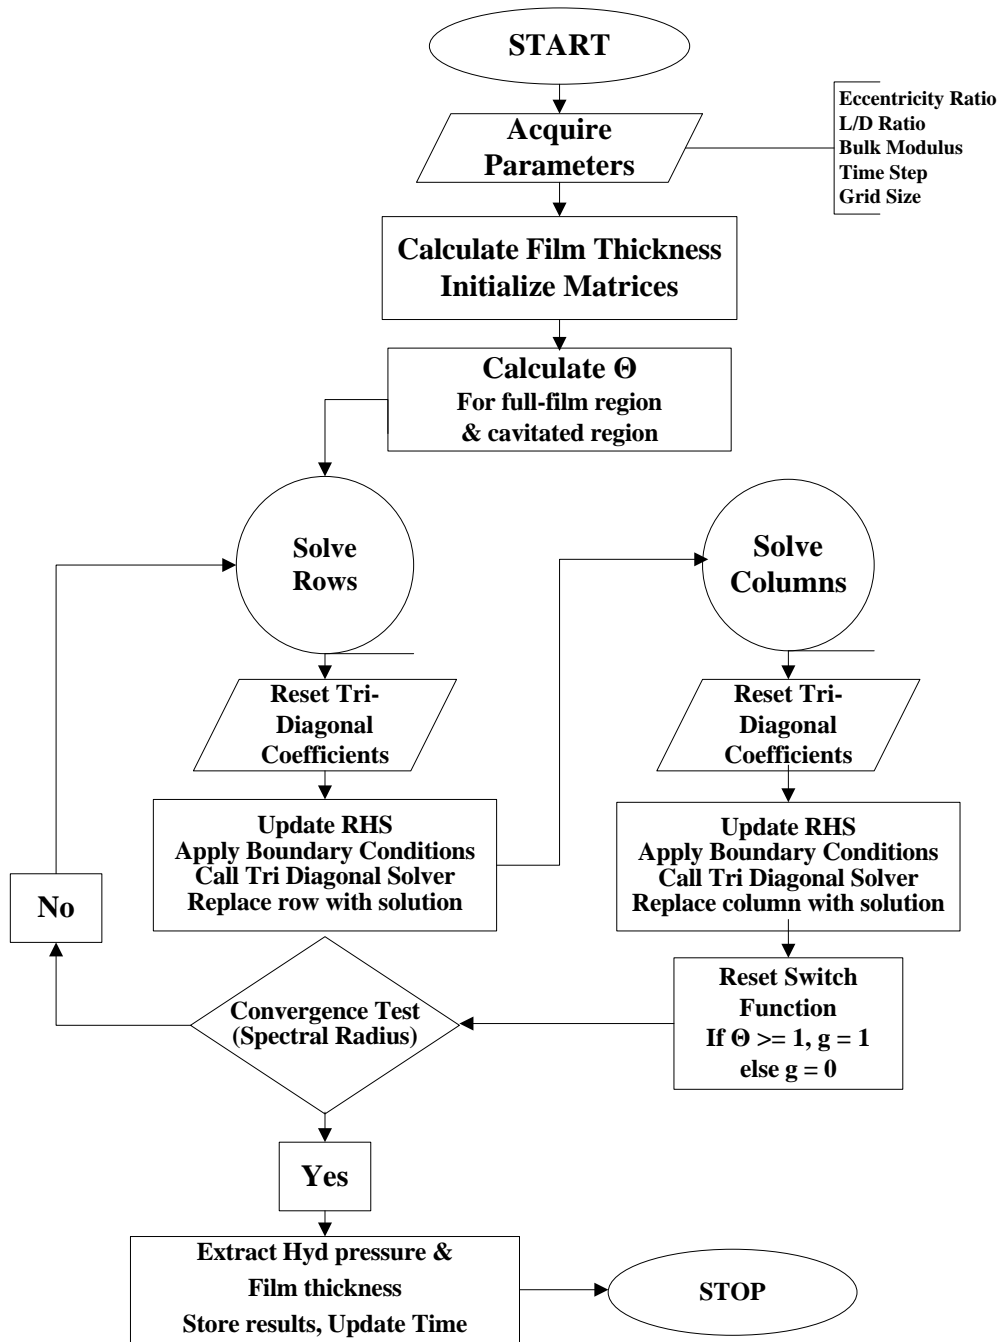 START
Acquire
Parameters
Eccentricity Ratio
L/D Ratio
Bulk Modulus
Time Step
Grid Size
Calculate Film Thickness
Initialize Matrices
Calculate Θ
For full-film region
& cavitated region
Solve
Rows
Solve
Columns
Reset Tri-
Diagonal
Coefficients
Reset Tri-
Diagonal
Coefficients
Update RHS
Apply Boundary Conditions
Call Tri Diagonal Solver
Replace row with solution
Update RHS
Apply Boundary Conditions
Call Tri Diagonal Solver
Replace column with solution
No
Convergence Test
(Spectral Radius)
Reset Switch
Function
If Θ >= 1, g = 1
else g = 0
Yes
Extract Hyd pressure &
Film thickness
Store results, Update Time
STOP